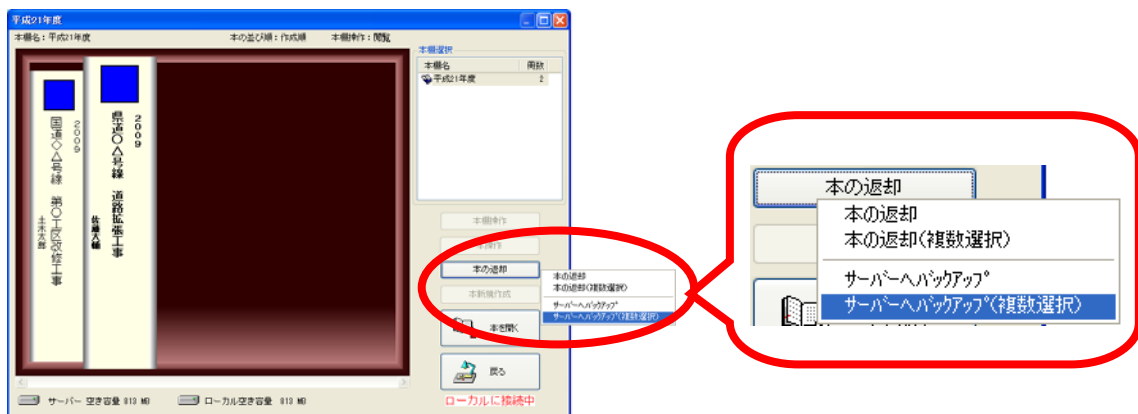 平成21年度
本棚名：平成21年度 本の並び順：作成順 本棚操作：閲覧
本棚選択
本棚名 冊数
平成21年度 2
2009
県道○△号線 道路拡張工事
佐藤大輔
2009
国道◇△号線 第○工区改修工事
土木太郎
本棚操作
本操作
本の返却
本の返却
本の返却(複数選択)
サーバーへバックアップ
サーバーへバックアップ(複数選択)
本新規作成
本を開く
戻る
サーバー 空き容量 813 MB ローカル空き容量 813 MB
ローカルに接続中
本の返却
本の返却
本の返却(複数選択)
サーバーへバックアップ
サーバーへバックアップ(複数選択)